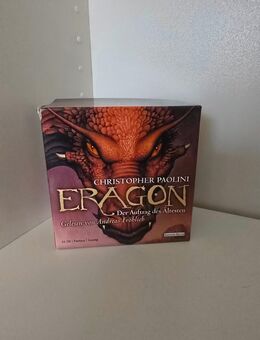 CHRISTOPHER PAOLINI
ERAGON
Der Auftrag des Ältesten
Gelesen von Andreas Fröhlich